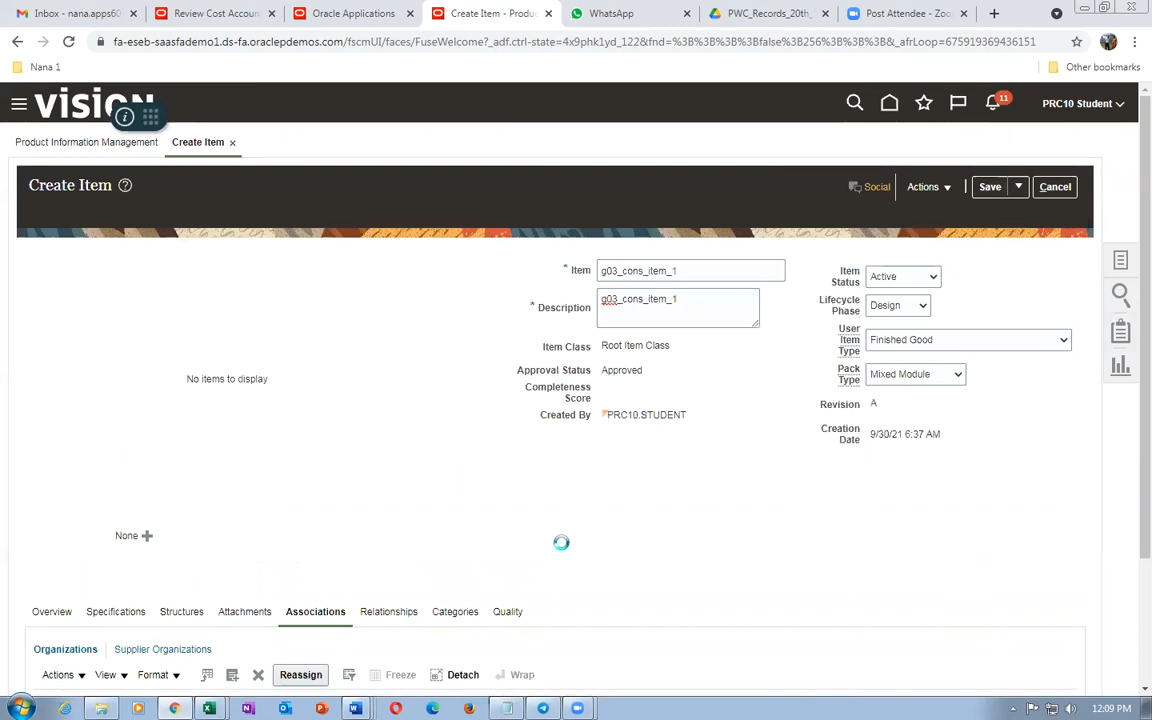 Inbox - nana.apps60 Review Cost Accoun Oracle Applications Create Item - Produc WhatsApp PWC_Records_20th_ Post Attendee - Zoo
fa-eseb-saasfademo1.ds-fa.oraclepdemos.com/fscmUI/faces/FuseWelcome?_adf.ctrl-state=4x9phk1yd_122&fnd=%3B%3B%3B%3Bfalse%3B256%3B%3B%3B&_afrLoop=675919369436151
Nana 1 Other bookmarks
vision 11 PRC10 Student
Product Information Management Create Item
Create Item Social Actions Save Cancel
* Item g03_cons_item_1 Item Status Active
* Description g03_cons_item_1 Lifecycle Phase Design
Item Class Root Item Class User Item Type Finished Good
Approval Status Approved Pack Type Mixed Module
No items to display
Completeness Score
Revision A
Created By PRC10.STUDENT
Creation Date 9/30/21 6:37 AM
None
Overview Specifications Structures Attachments Associations Relationships Categories Quality
Organizations Supplier Organizations
Actions View Format Reassign Freeze Detach Wrap
12:09 PM